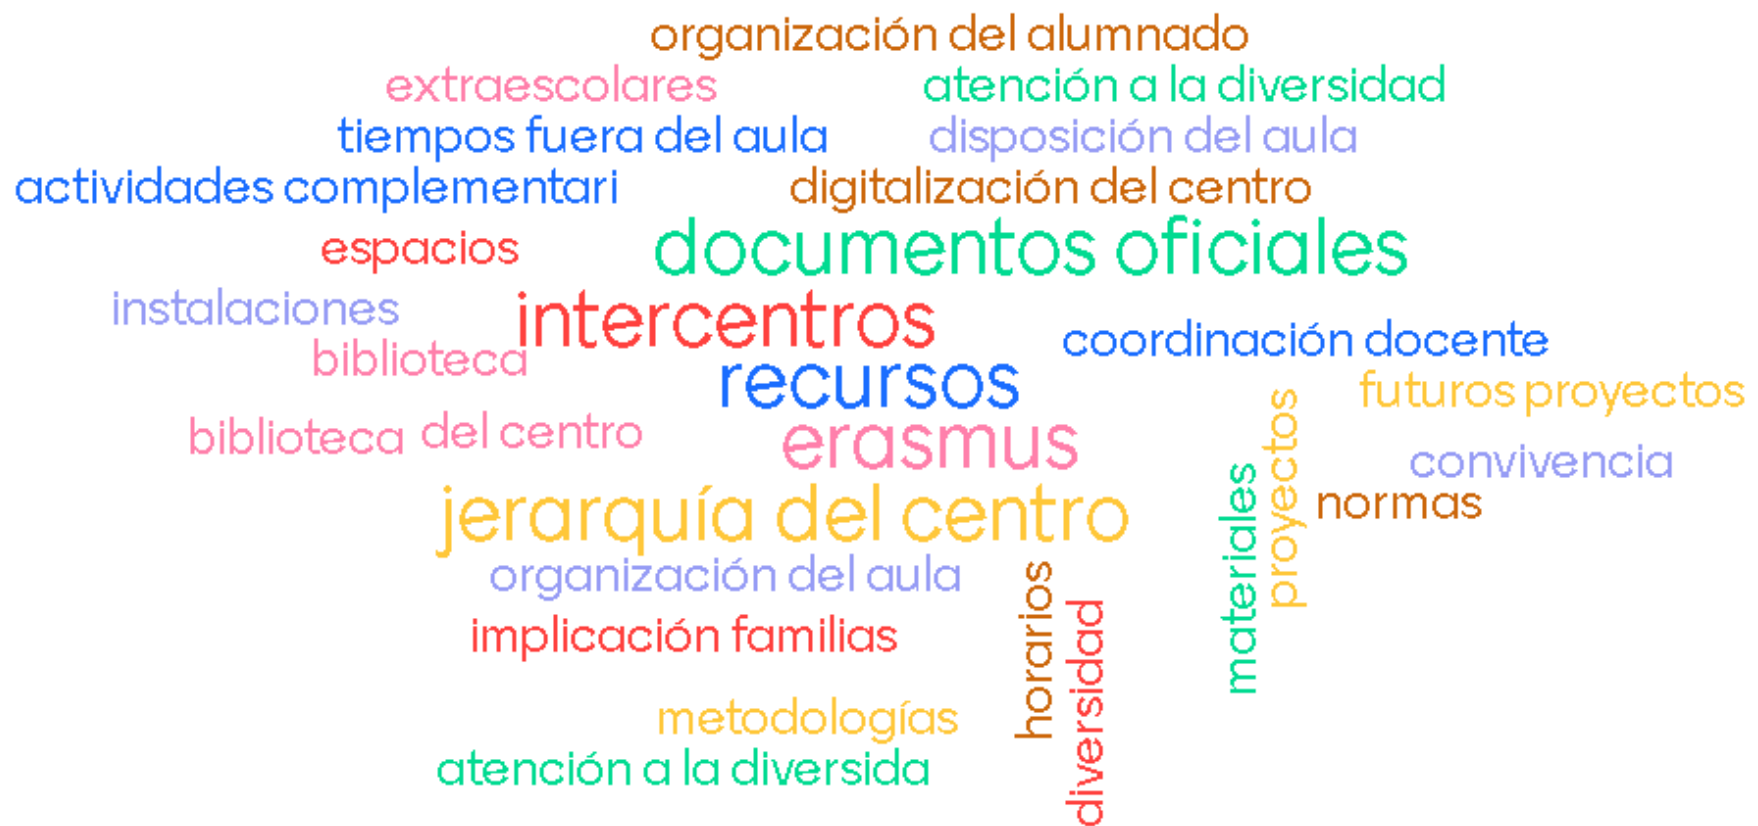 organización del alumnado
extraescolares
atención a la diversidad
tiempos fuera del aula
disposición del aula
actividades complementari
digitalización del centro
espacios
documentos oficiales
instalaciones
intercentros
coordinación docente
biblioteca
recursos
futuros proyectos
biblioteca del centro
erasmus
proyectos
convivencia
materiales
normas
jerarquía del centro
organización del aula
horarios
diversidad
implicación familias
metodologías
atención a la diversida